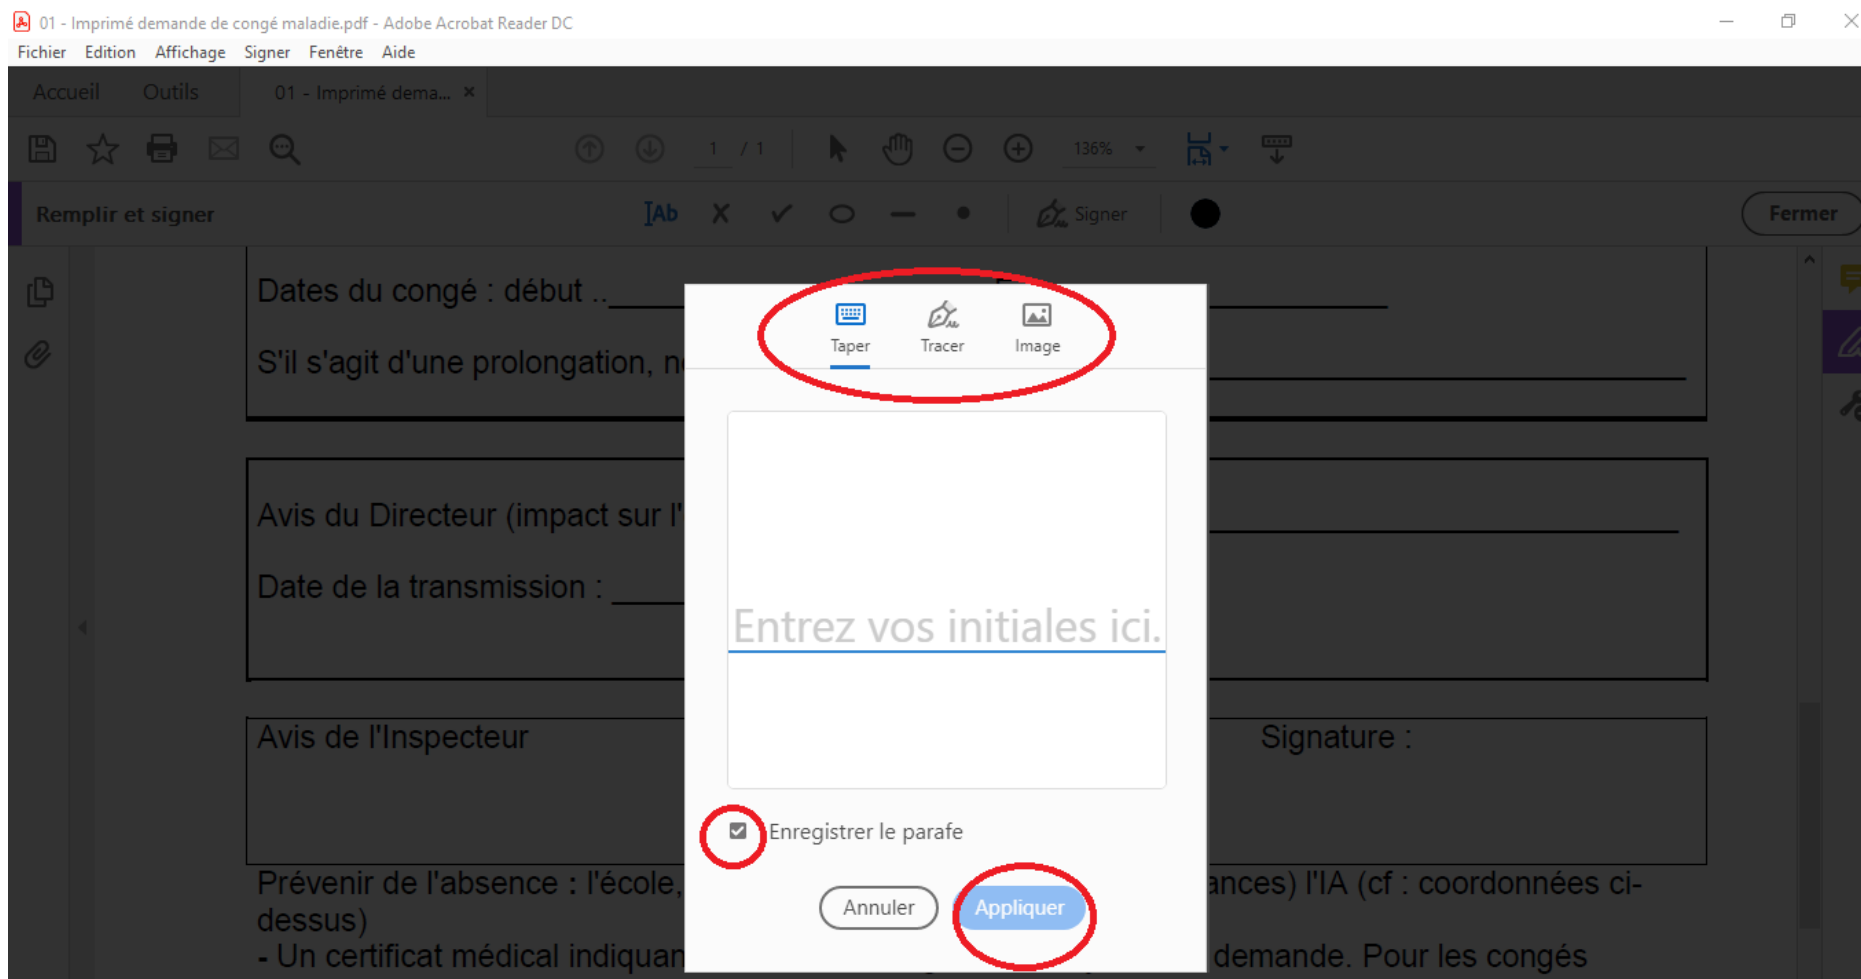 01 - Imprimé demande de congé maladie.pdf - Adobe Acrobat Reader DC
Fichier Edition Affichage Signer Fenêtre Aide
Accueil Outils 01 - Imprimé dema... ×
1 / 1 136%
Remplir et signer Ab Signer Fermer
Dates du congé : début ..
Taper Tracer Image
S'il s'agit d'une prolongation,
Avis du Directeur (impact sur l'
Date de la transmission :
Entrez vos initiales ici.
Avis de l'Inspecteur Signature :
Enregistrer le parafe
Prévenir de l'absence : l'école, ances) l'IA (cf : coordonnées ci-
Annuler Appliquer
dessus)
- Un certificat médical indiquan demande. Pour les congés